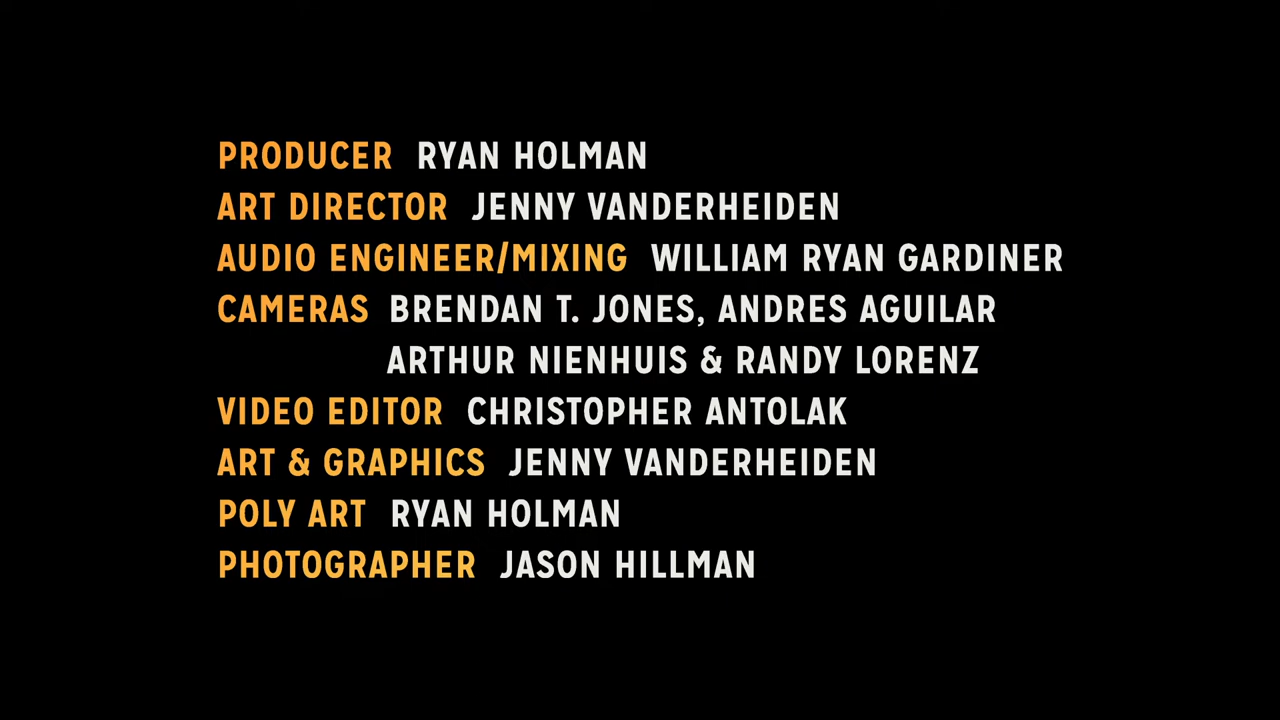 PRODUCER RYAN HOLMAN
ART DIRECTOR JENNY VANDERHEIDEN
AUDIO ENGINEER/MIXING WILLIAM RYAN GARDINER
CAMERAS BRENDAN T. JONES, ANDRES AGUILAR
ARTHUR NIENHUIS & RANDY LORENZ
VIDEO EDITOR CHRISTOPHER ANTOLAK
ART & GRAPHICS JENNY VANDERHEIDEN
POLY ART RYAN HOLMAN
PHOTOGRAPHER JASON HILLMAN